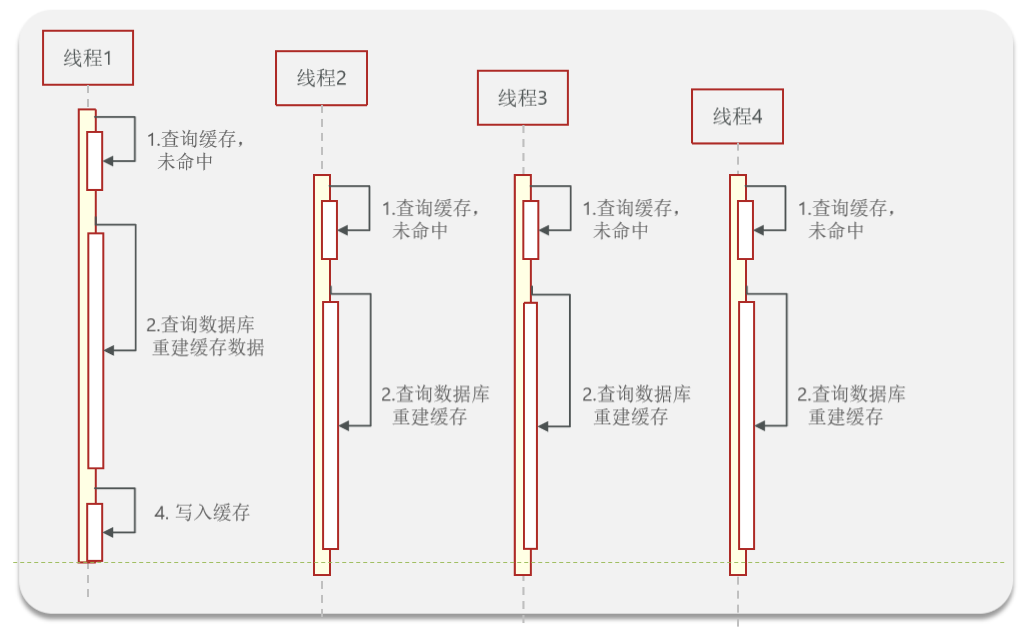 线程1
1.查询缓存，
未命中
2.查询数据库
重建缓存数据
4. 写入缓存
线程2
1.查询缓存，
未命中
2.查询数据库
重建缓存
线程3
1.查询缓存，
未命中
2.查询数据库
重建缓存
线程4
1.查询缓存，
未命中
2.查询数据库
重建缓存